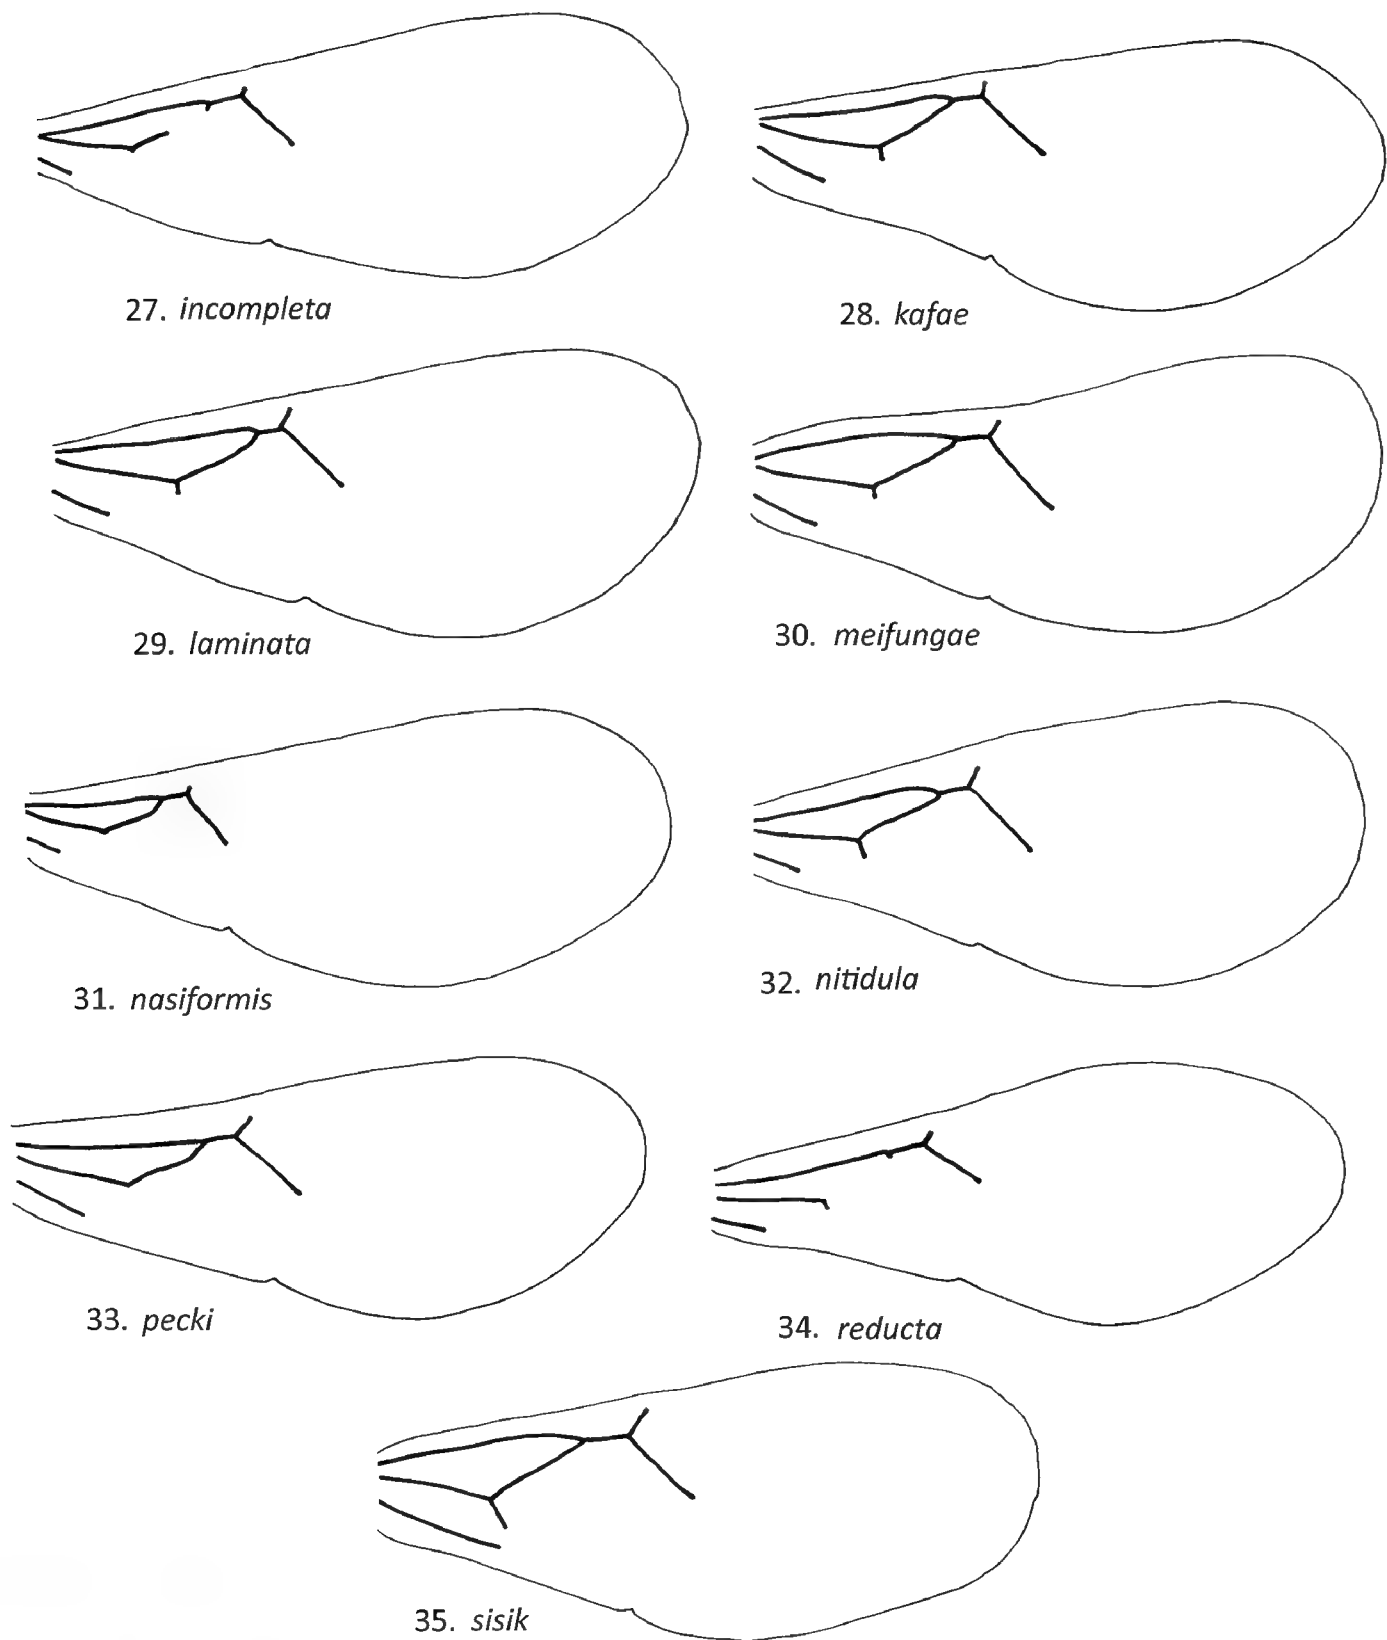 27. incompleta
28. kafae
29. laminata
30. meifungae
31. nasiformis
32. nitidula
33. pecki
34. reducta
35. sisik